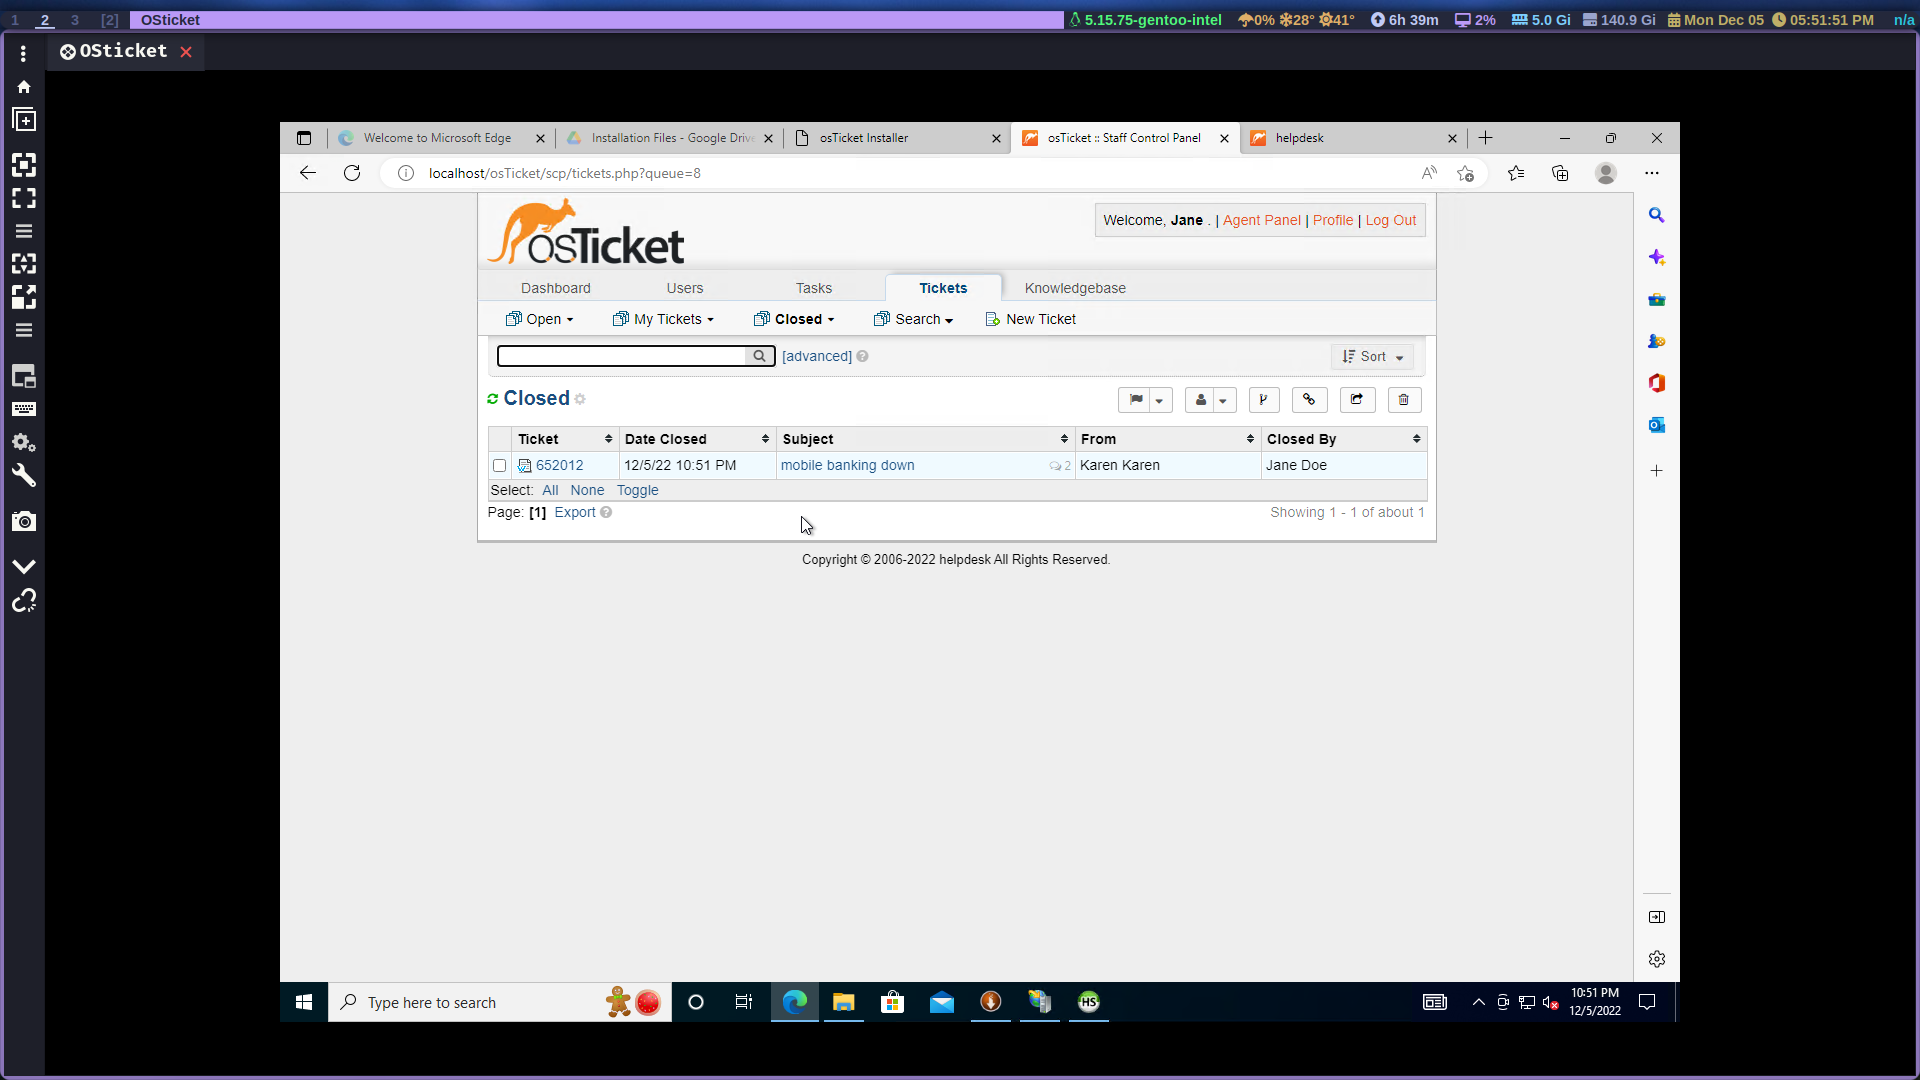 1 2 3 [2] OSticket 5.15.75-gentoo-intel 0% 28° 41° 6h 39m 2% 5.0 Gi 140.9 Gi Mon Dec 05 05:51:51 PM n/a
OSticket
Welcome to Microsoft Edge Installation Files - Google Drive osTicket Installer osTicket :: Staff Control Panel helpdesk
localhost/osTicket/scp/tickets.php?queue=8
osTicket
Welcome, Jane . | Agent Panel | Profile | Log Out
Dashboard Users Tasks Tickets Knowledgebase
Open My Tickets Closed Search New Ticket
[advanced] Sort
Closed
Ticket Date Closed Subject From Closed By
652012 12/5/22 10:51 PM mobile banking down 2 Karen Karen Jane Doe
Select: All None Toggle
Page: [1] Export Showing 1 - 1 of about 1
Copyright © 2006-2022 helpdesk All Rights Reserved.
Type here to search HS 10:51 PM
12/5/2022